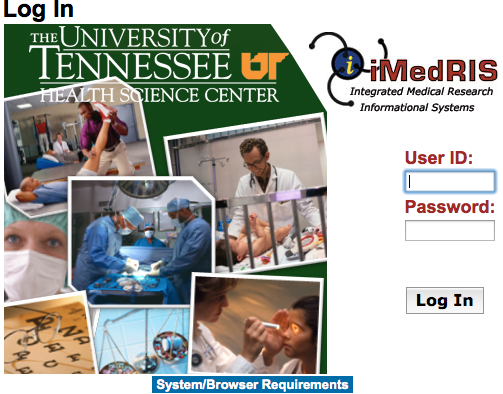 Log In
THE UNIVERSITY of
TENNESSEE UT
HEALTH SCIENCE CENTER
i iMedRIS
Integrated Medical Research
Informational Systems
User ID:
Password:
Log In
System/Browser Requirements